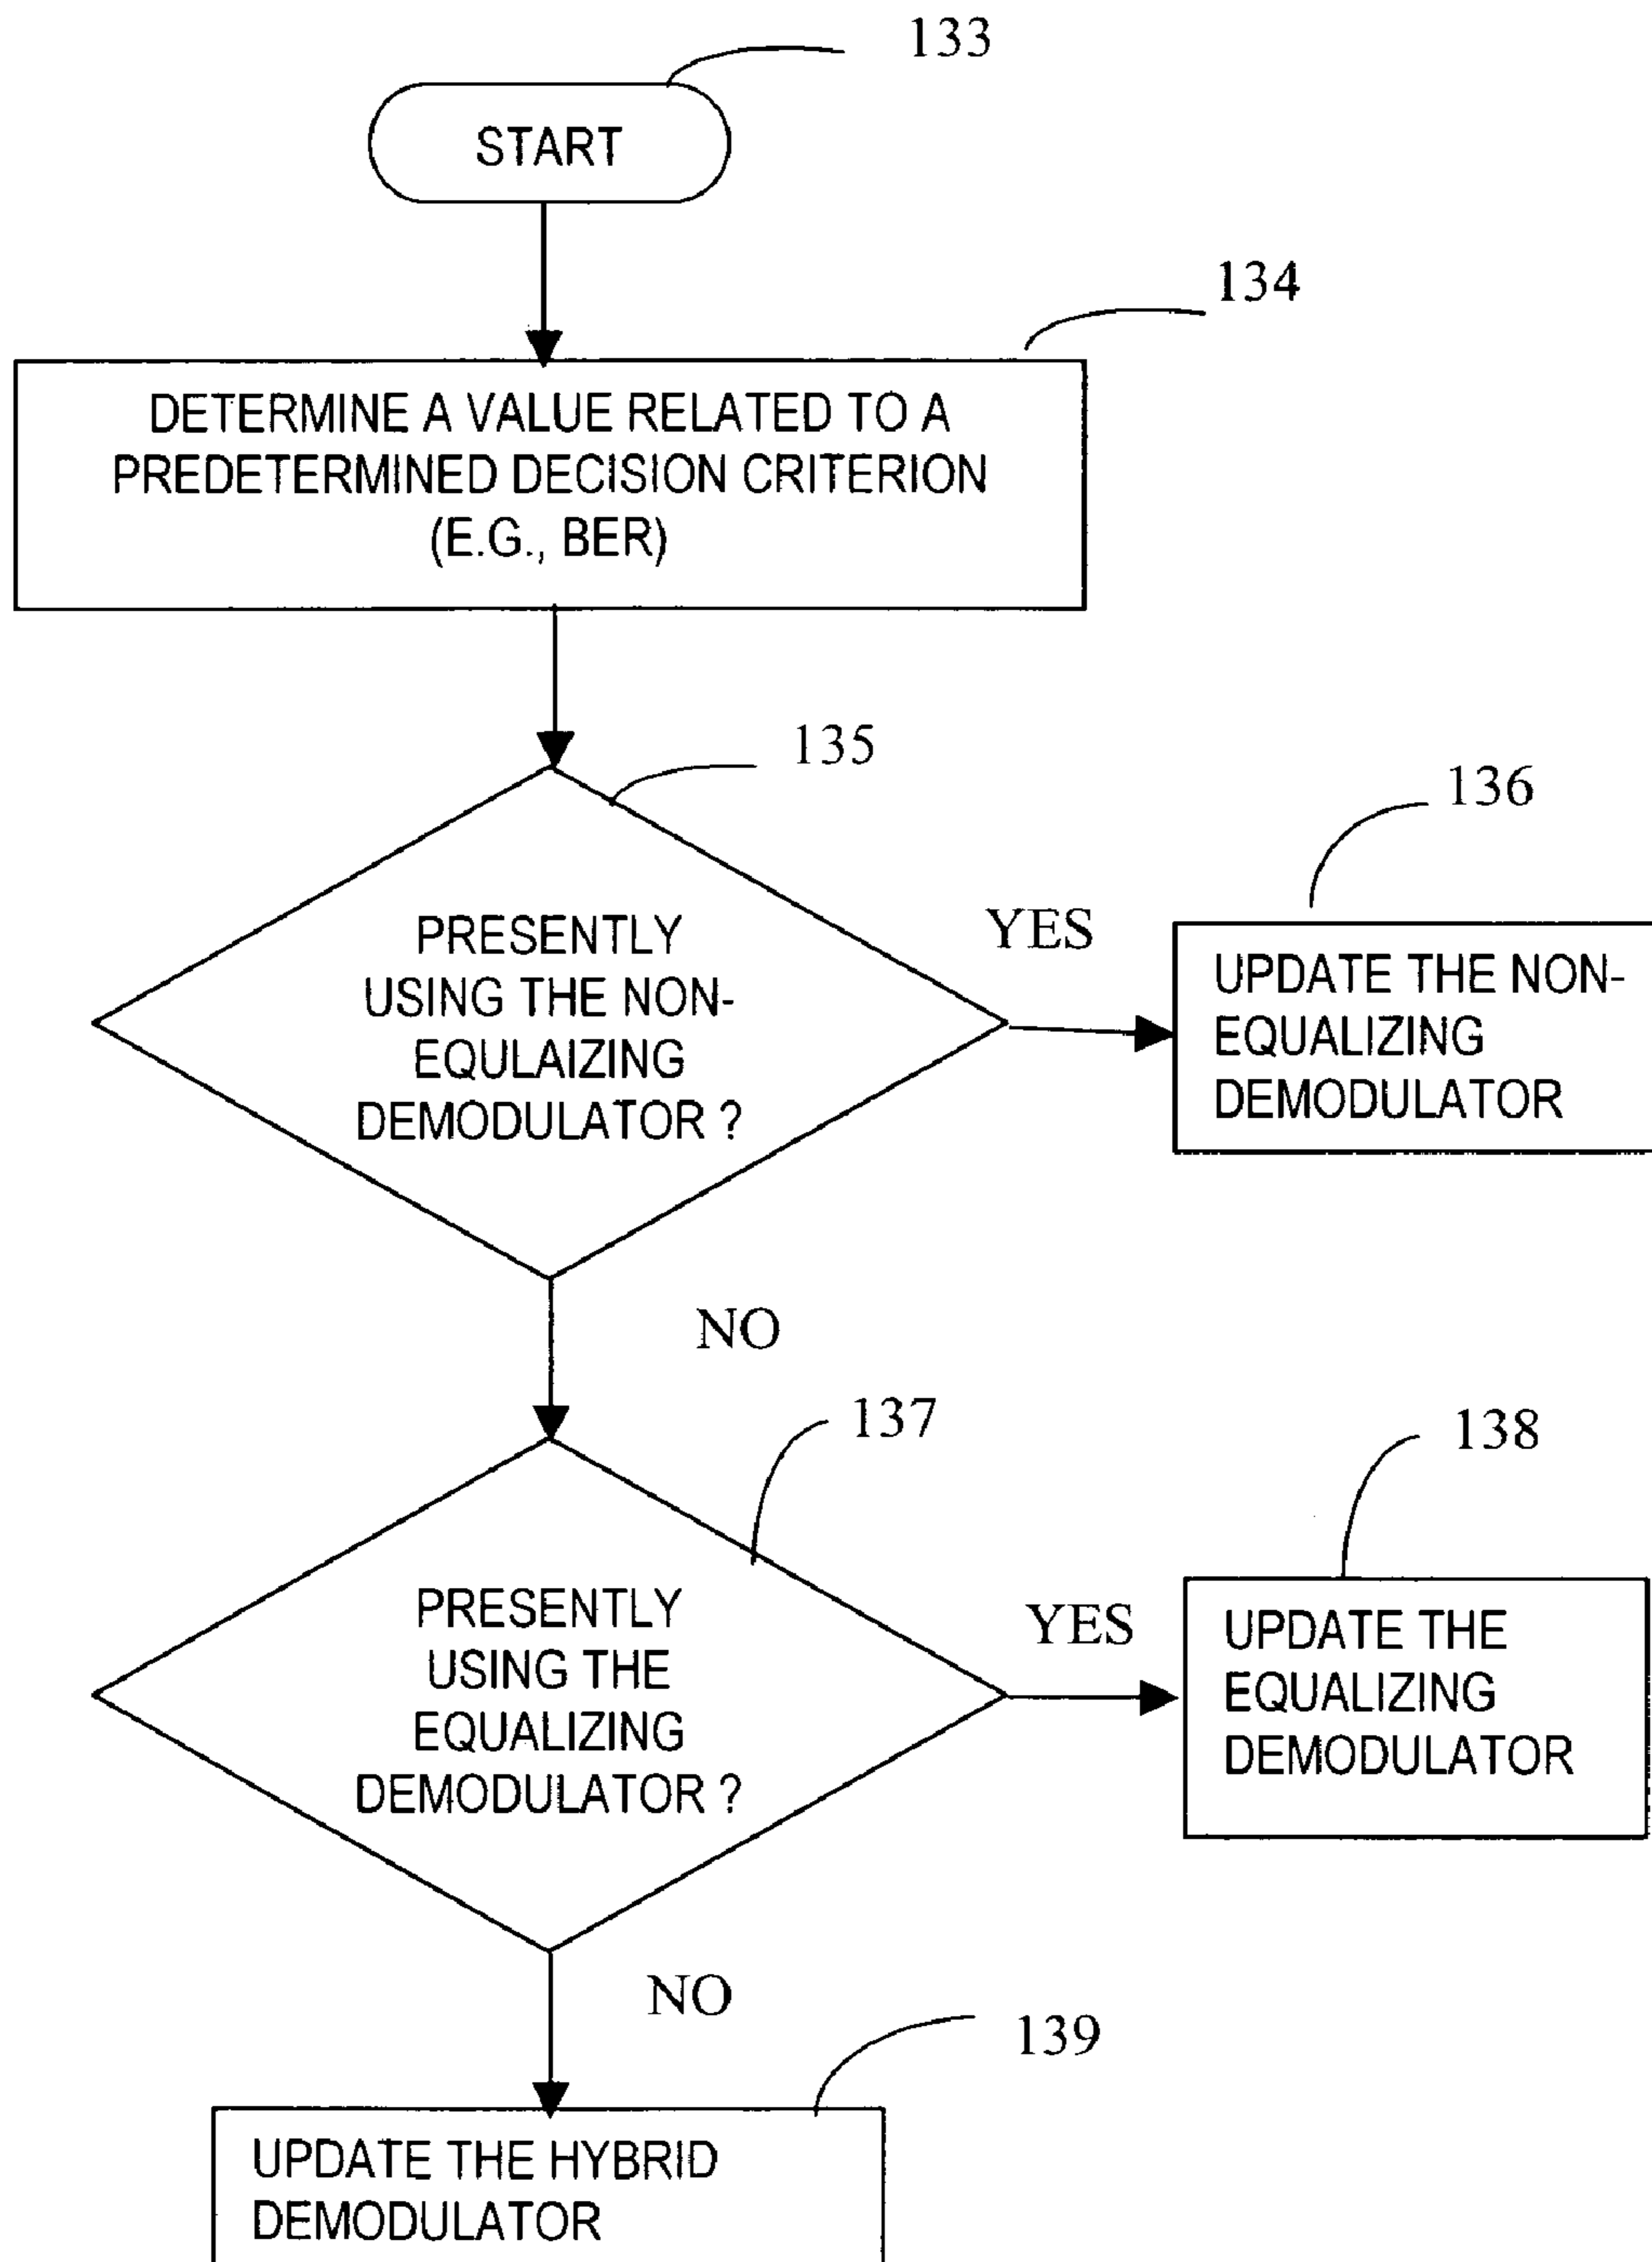 133
START
134
DETERMINE A VALUE RELATED TO A
PREDETERMINED DECISION CRITERION
(E.G., BER)
135
136
PRESENTLY
USING THE NON-
EQULAIZING
DEMODULATOR ?
YES
UPDATE THE NON-
EQUALIZING
DEMODULATOR
NO
137
138
PRESENTLY
USING THE
EQUALIZING
DEMODULATOR ?
YES
UPDATE THE
EQUALIZING
DEMODULATOR
NO
139
UPDATE THE HYBRID
DEMODULATOR